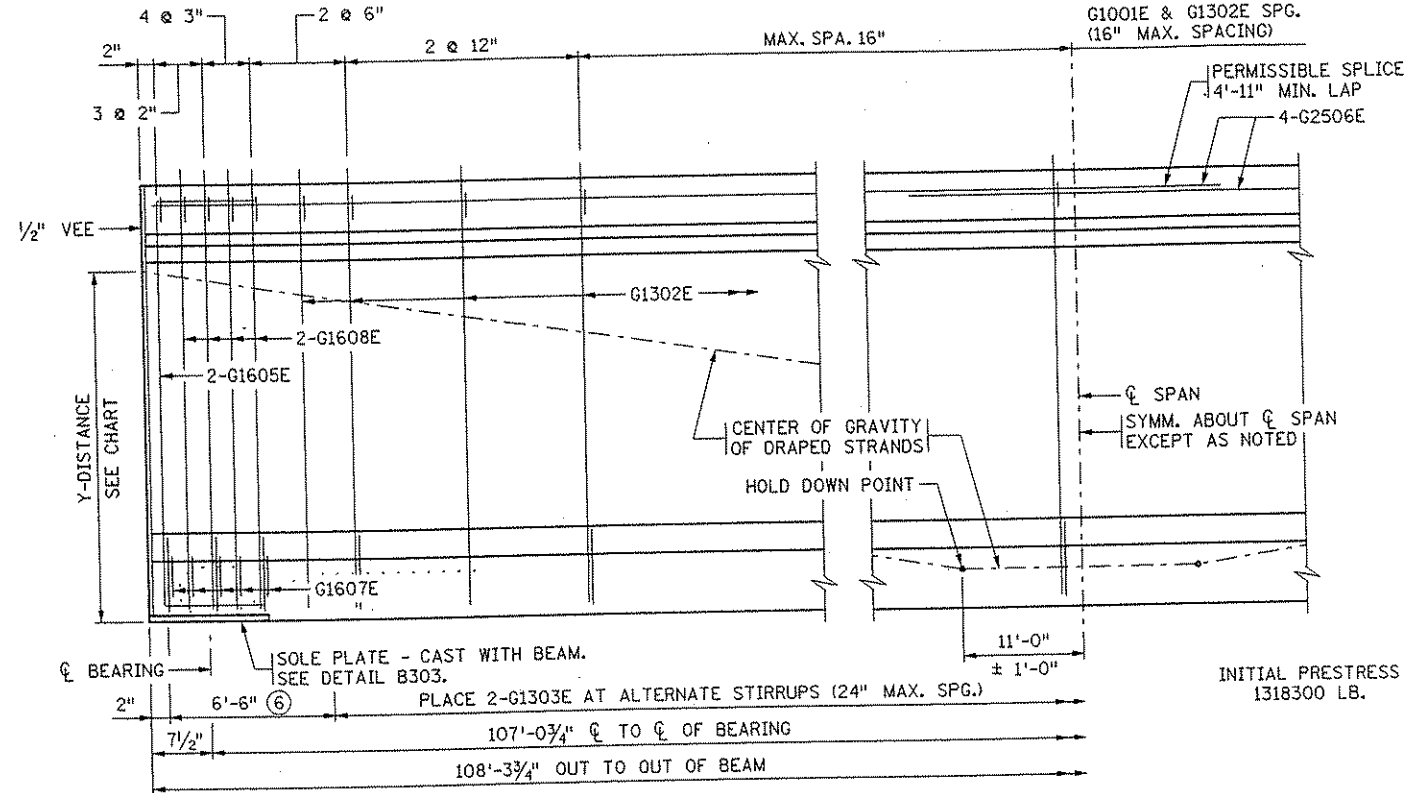 4 @ 3"
2 @ 6"
2 @ 12"
MAX. SPA. 16"
G1001E & G1302E SPG.
(16" MAX. SPACING)
2"
3 @ 2"
PERMISSIBLE SPLICE
4'-11" MIN. LAP
4-G2506E
½" VEE
G1302E
2-G1608E
2-G1605E
Y-DISTANCE
SEE CHART
CENTER OF GRAVITY
OF DRAPED STRANDS
℄ SPAN
SYMM. ABOUT ℄ SPAN
EXCEPT AS NOTED
HOLD DOWN POINT
G1607E
11'-0"
± 1'-0"
℄ BEARING
SOLE PLATE - CAST WITH BEAM.
SEE DETAIL B303.
INITIAL PRESTRESS
1318300 LB.
2"
6'-6" ⑥
PLACE 2-G1303E AT ALTERNATE STIRRUPS (24" MAX. SPG.)
7½"
107'-0¾" ℄ TO ℄ OF BEARING
108'-3¾" OUT TO OUT OF BEAM